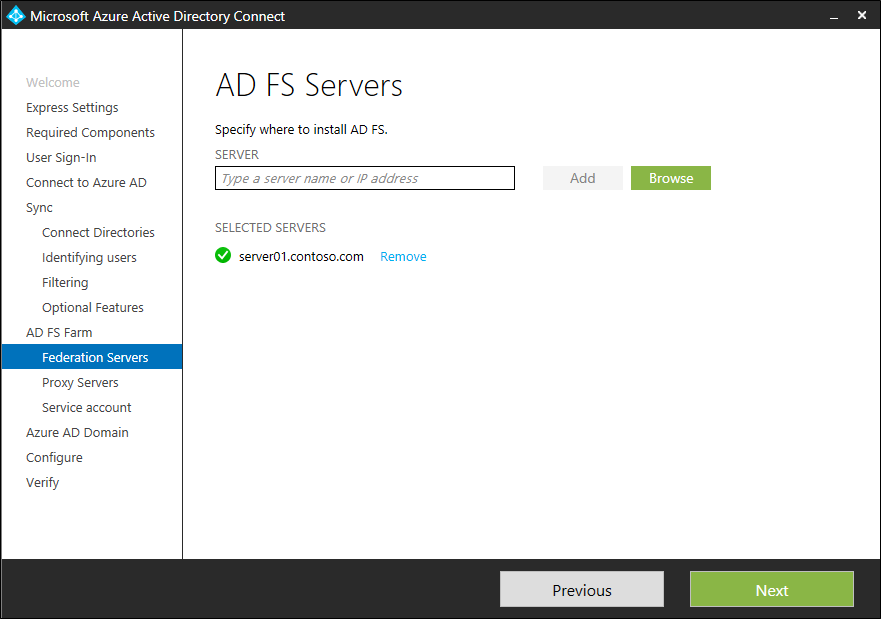 Microsoft Azure Active Directory Connect
Welcome
Express Settings
Required Components
User Sign-In
Connect to Azure AD
Sync
Connect Directories
Identifying users
Filtering
Optional Features
AD FS Farm
Federation Servers
Proxy Servers
Service account
Azure AD Domain
Configure
Verify
AD FS Servers
Specify where to install AD FS.
SERVER
Type a server name or IP address
Add
Browse
SELECTED SERVERS
server01.contoso.com Remove
Previous
Next